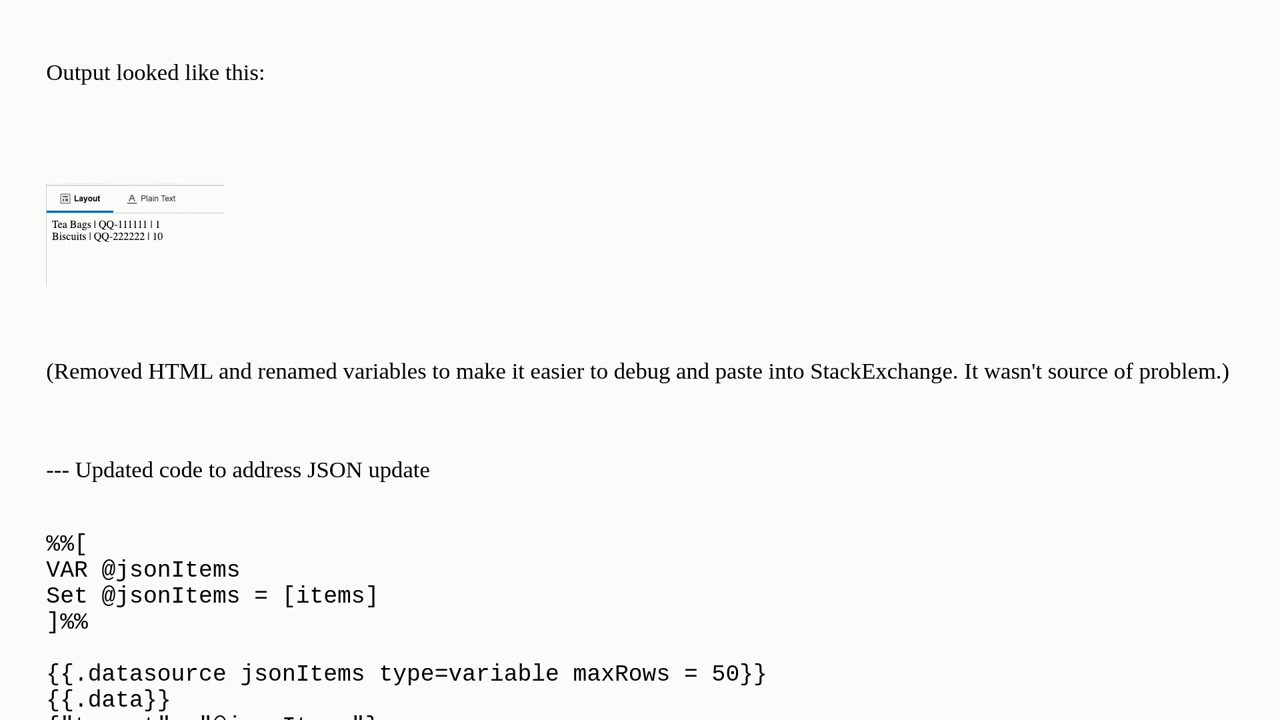 Output looked like this:
Layout Plain Text
Tea Bags | QQ-111111 | 1
Biscuits | QQ-222222 | 10
(Removed HTML and renamed variables to make it easier to debug and paste into StackExchange. It wasn't source of problem.)
--- Updated code to address JSON update
%%[
VAR @jsonItems
Set @jsonItems = [items]
]%%
{{.datasource jsonItems type=variable maxRows = 50}}
{{.data}}